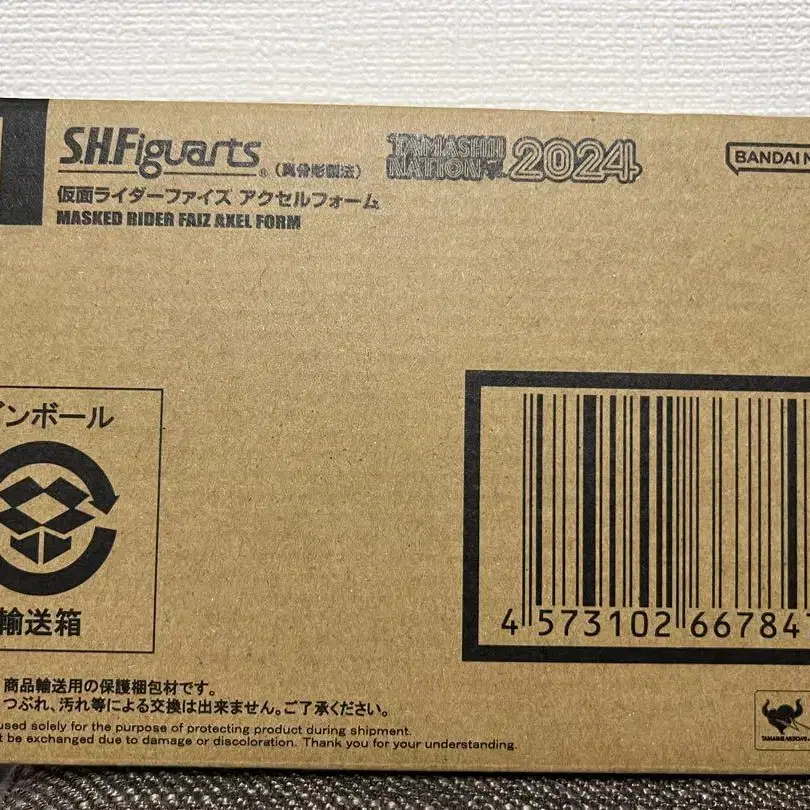 S.H.Figuarts® (真骨彫製法)
TAMASHII NATION 2024
BANDAI N
仮面ライダーファイズ アクセルフォーム
MASKED RIDER FAIZ AXEL FORM
ンボール
輸送箱
4 573102 66784
商品輸送用の保護梱包材です。
つぶれ、汚れ等による交換は出来ません。ご了承ください。
used solely for the purpose of protecting product during shipment.
be exchanged due to damage or discoloration. Thank you for your understanding.
TAMASHII NATIONS